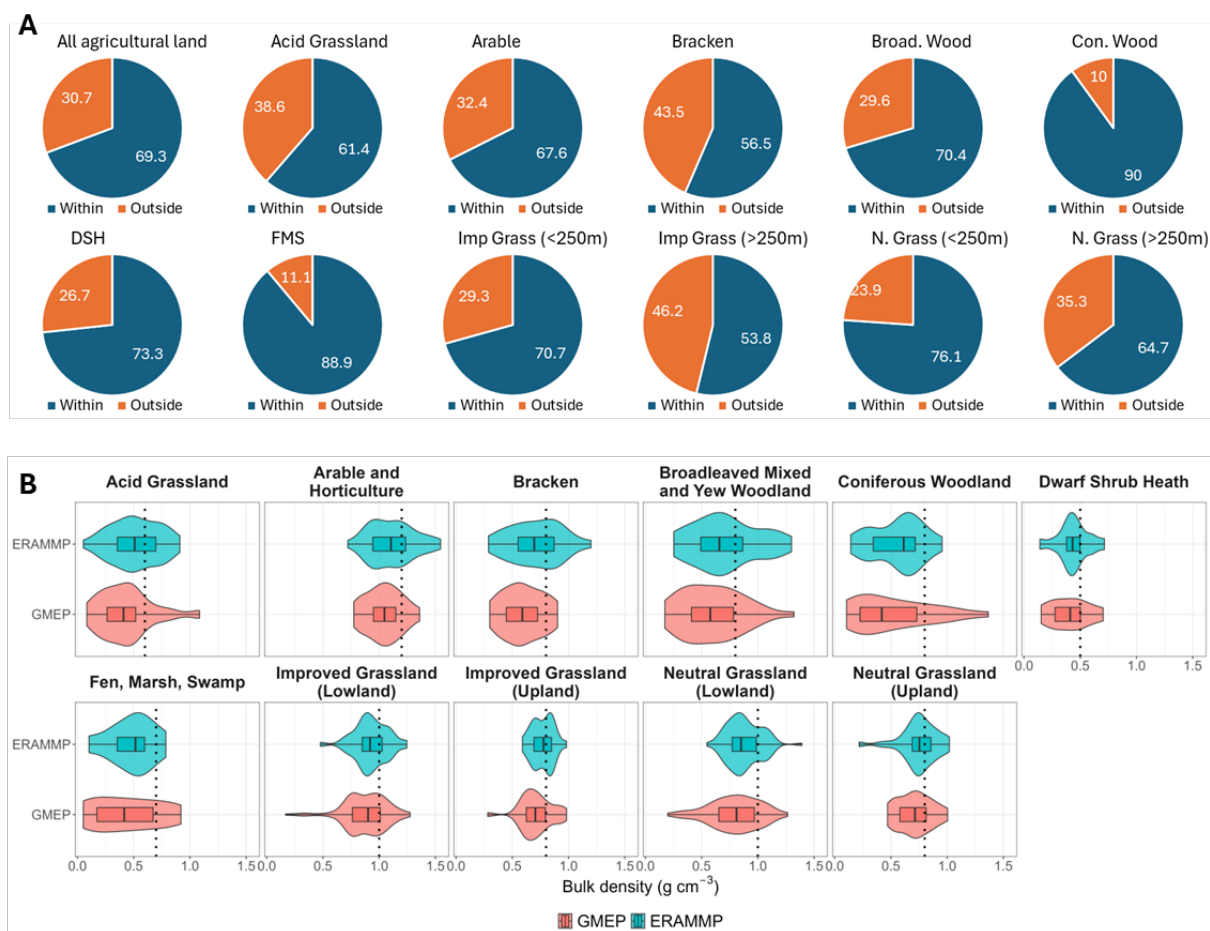 A
All agricultural land
Acid Grassland
Arable
Bracken
Broad. Wood
Con. Wood
30.7
69.3
38.6
61.4
32.4
67.6
43.5
56.5
29.6
70.4
10
90
Within Outside
Within Outside
Within Outside
Within Outside
Within Outside
Within Outside
DSH
FMS
Imp Grass (<250m)
Imp Grass (>250m)
N. Grass (<250m)
N. Grass (>250m)
26.7
73.3
11.1
88.9
29.3
70.7
46.2
53.8
23.9
76.1
35.3
64.7
Within Outside
Within Outside
Within Outside
Within Outside
Within Outside
Within Outside
B
Acid Grassland
Arable and
Horticulture
Bracken
Broadleaved Mixed
and Yew Woodland
Coniferous Woodland
Dwarf Shrub Heath
ERAMMP
GMEP
0.0 0.5 1.0 1.5
Fen, Marsh, Swamp
Improved Grassland
(Lowland)
Improved Grassland
(Upland)
Neutral Grassland
(Lowland)
Neutral Grassland
(Upland)
ERAMMP
GMEP
0.0 0.5 1.0 1.5 0.0 0.5 1.0 1.5 0.0 0.5 1.0 1.5 0.0 0.5 1.0 1.5 0.0 0.5 1.0 1.5
Bulk density (g cm⁻³)
GMEP ERAMMP